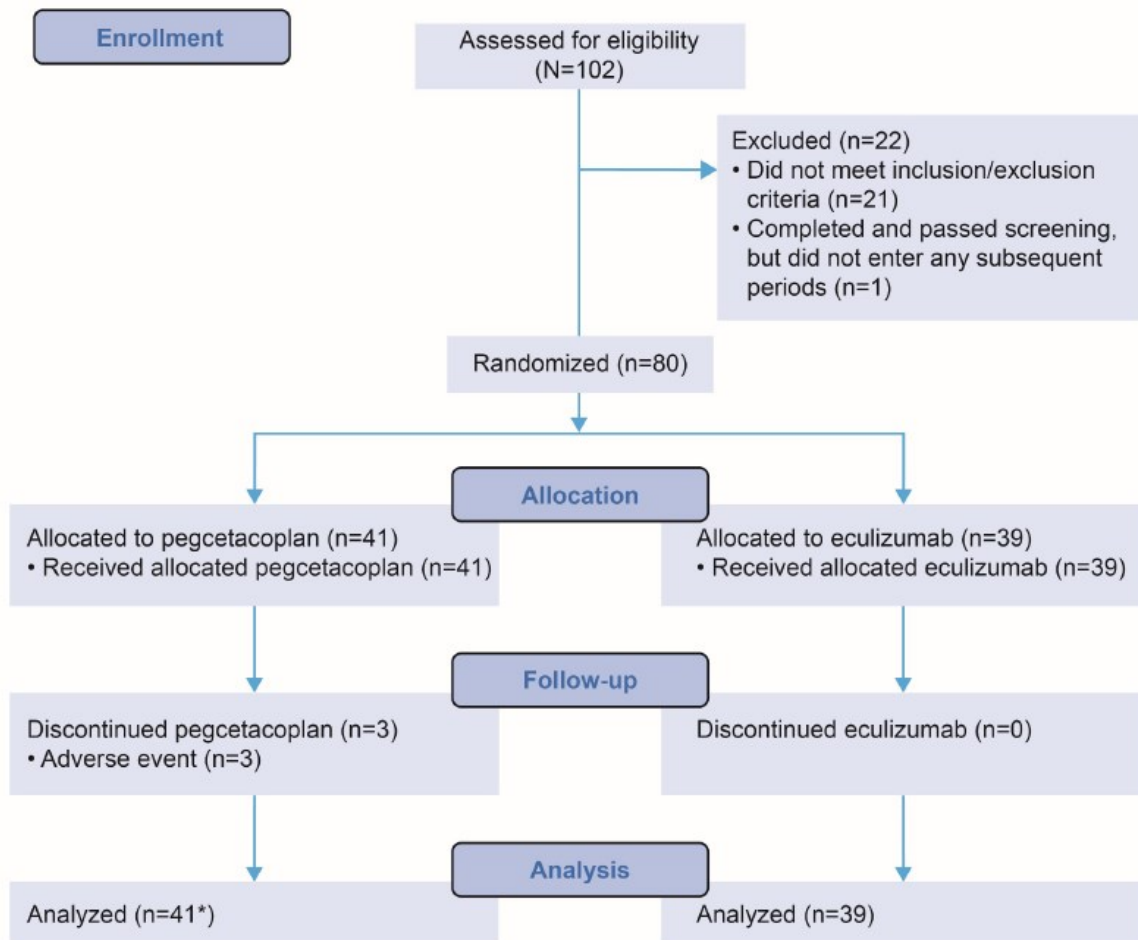 Enrollment
Assessed for eligibility
(N=102)
Excluded (n=22)
• Did not meet inclusion/exclusion
criteria (n=21)
• Completed and passed screening,
but did not enter any subsequent
periods (n=1)
Randomized (n=80)
Allocation
Allocated to pegcetacoplan (n=41)
• Received allocated pegcetacoplan (n=41)
Allocated to eculizumab (n=39)
• Received allocated eculizumab (n=39)
Follow-up
Discontinued pegcetacoplan (n=3)
• Adverse event (n=3)
Discontinued eculizumab (n=0)
Analysis
Analyzed (n=41*)
Analyzed (n=39)